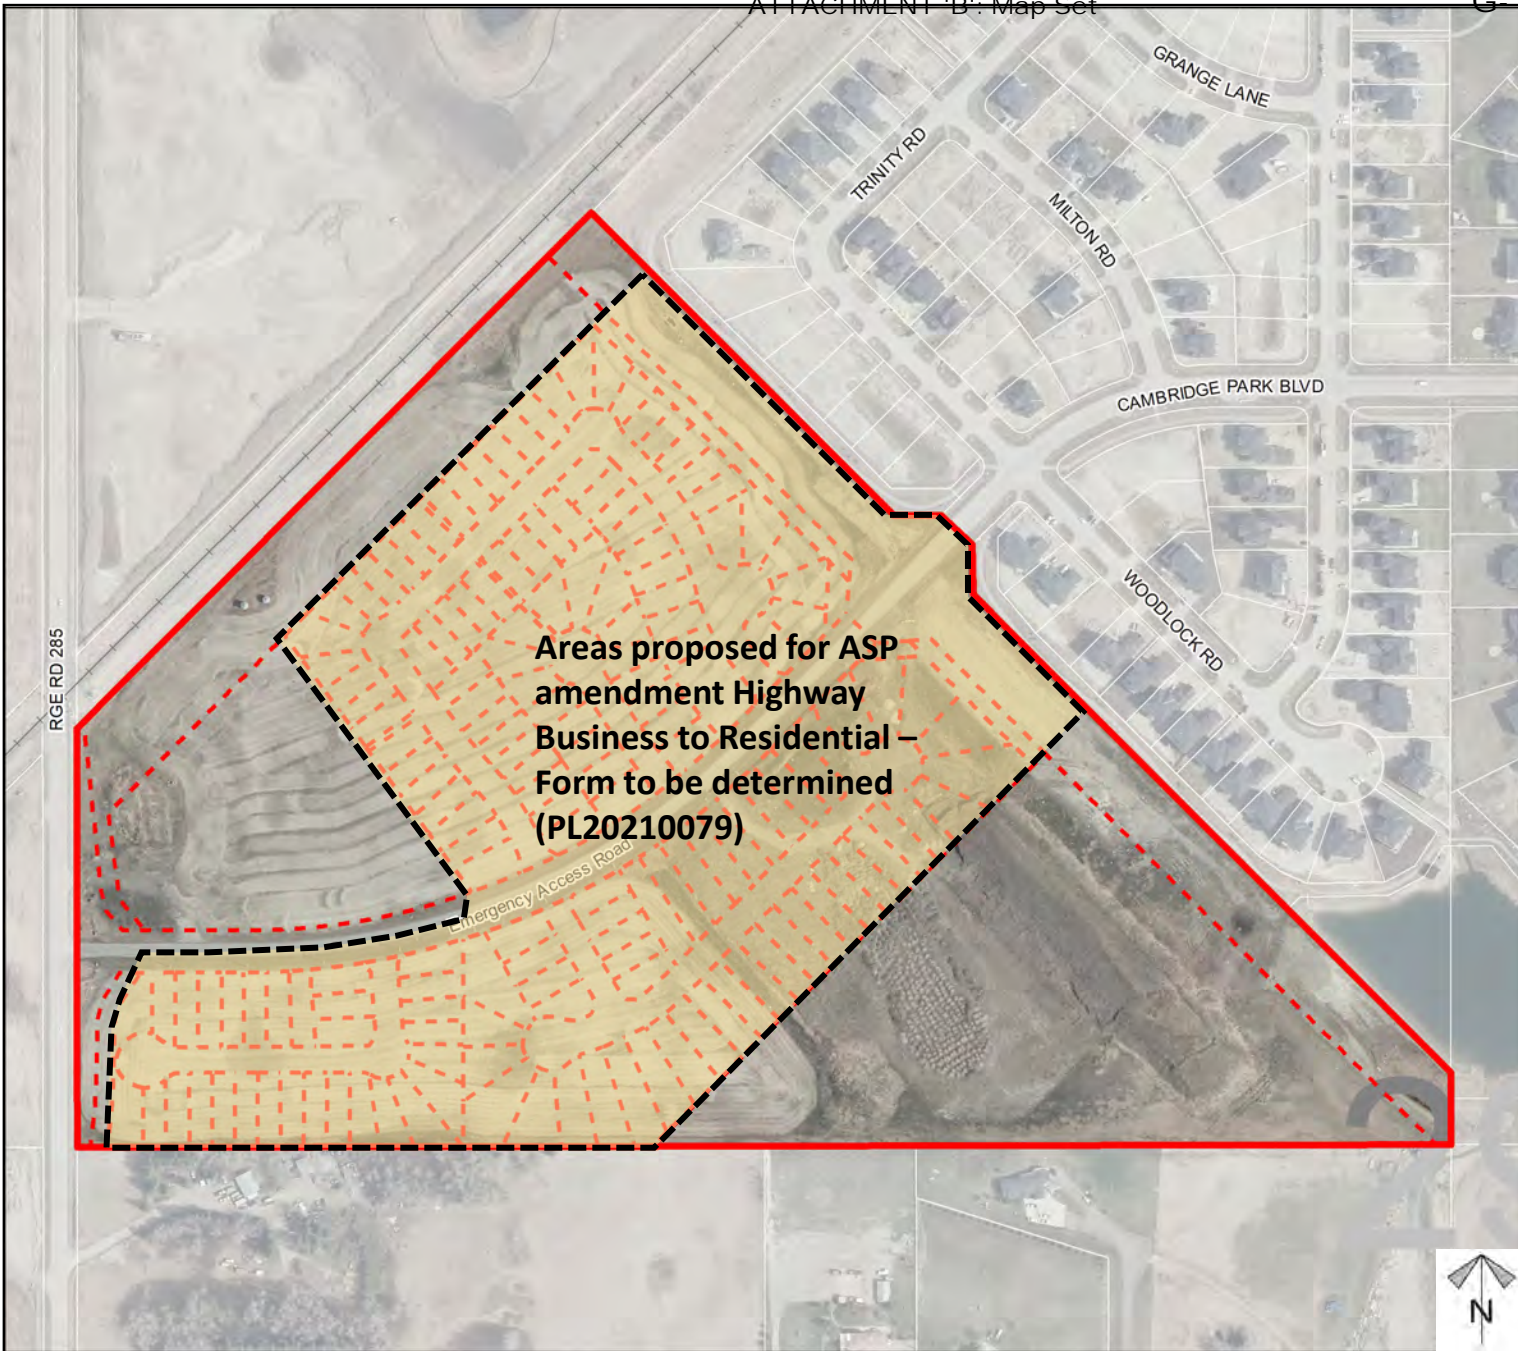 ATTACHMENT 'B': Map Set
G-
GRANGE LANE
TRINITY RD
MILTON RD
CAMBRIDGE PARK BLVD
WOODLOCK RD
RGE RD 285
Areas proposed for ASP
amendment Highway
Business to Residential –
Form to be determined
(PL20210079)
Emergency Access Road
N